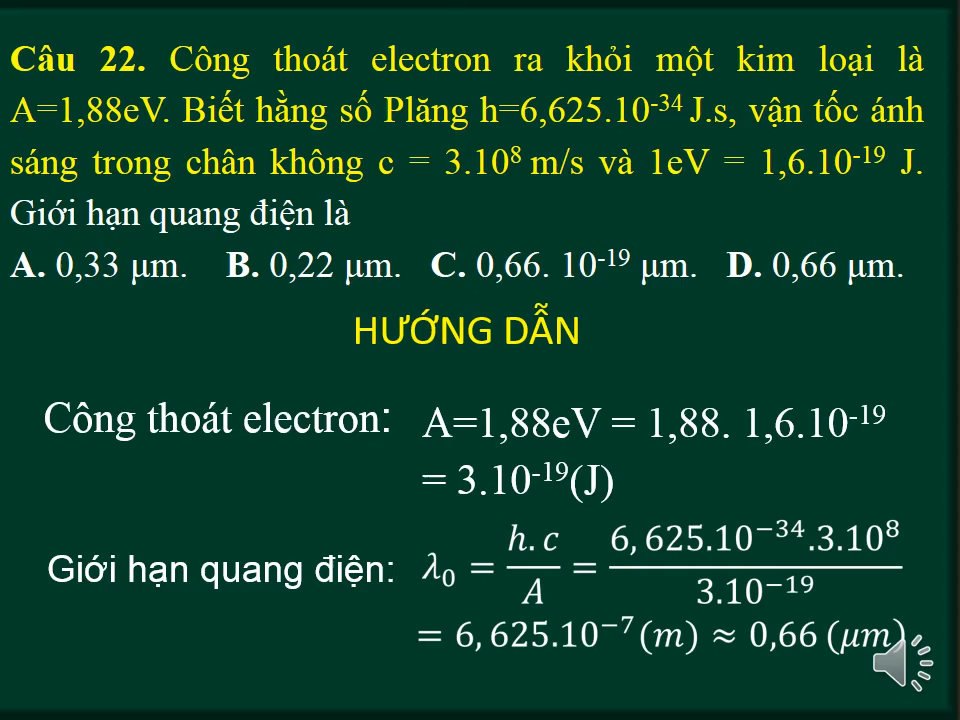 Câu 22. Công thoát electron ra khỏi một kim loại là
A=1,88eV. Biết hằng số Plăng h=6,625.10⁻³⁴ J.s, vận tốc ánh
sáng trong chân không c = 3.10⁸ m/s và 1eV = 1,6.10⁻¹⁹ J.
Giới hạn quang điện là
A. 0,33 μm. B. 0,22 μm. C. 0,66. 10⁻¹⁹ μm. D. 0,66 μm.
HƯỚNG DẪN
Công thoát electron: A=1,88eV = 1,88. 1,6.10⁻¹⁹
= 3.10⁻¹⁹(J)
Giới hạn quang điện: λ₀ = h.c/A = 6,625.10⁻³⁴.3.10⁸/3.10⁻¹⁹
= 6,625.10⁻⁷(m) ≈ 0,66 (μm)